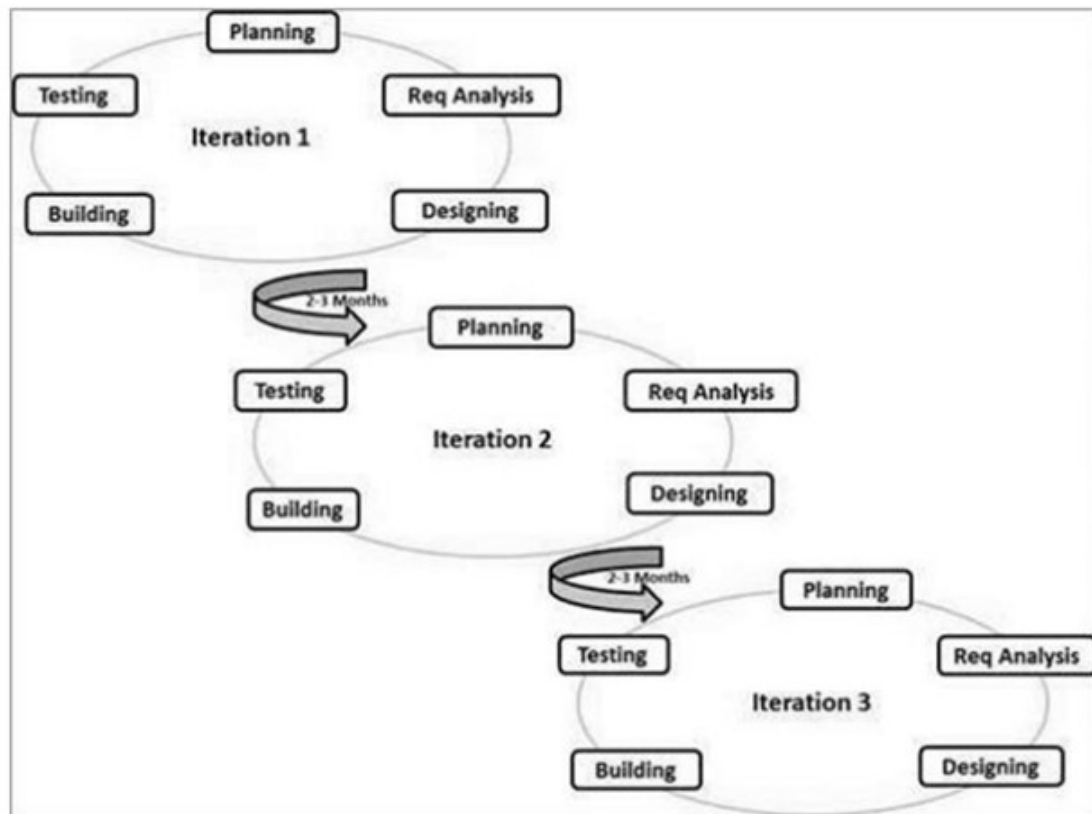 Planning
Testing
Req Analysis
Iteration 1
Building
Designing
2-3 Months
Planning
Testing
Req Analysis
Iteration 2
Building
Designing
2-3 Months
Planning
Testing
Req Analysis
Iteration 3
Building
Designing